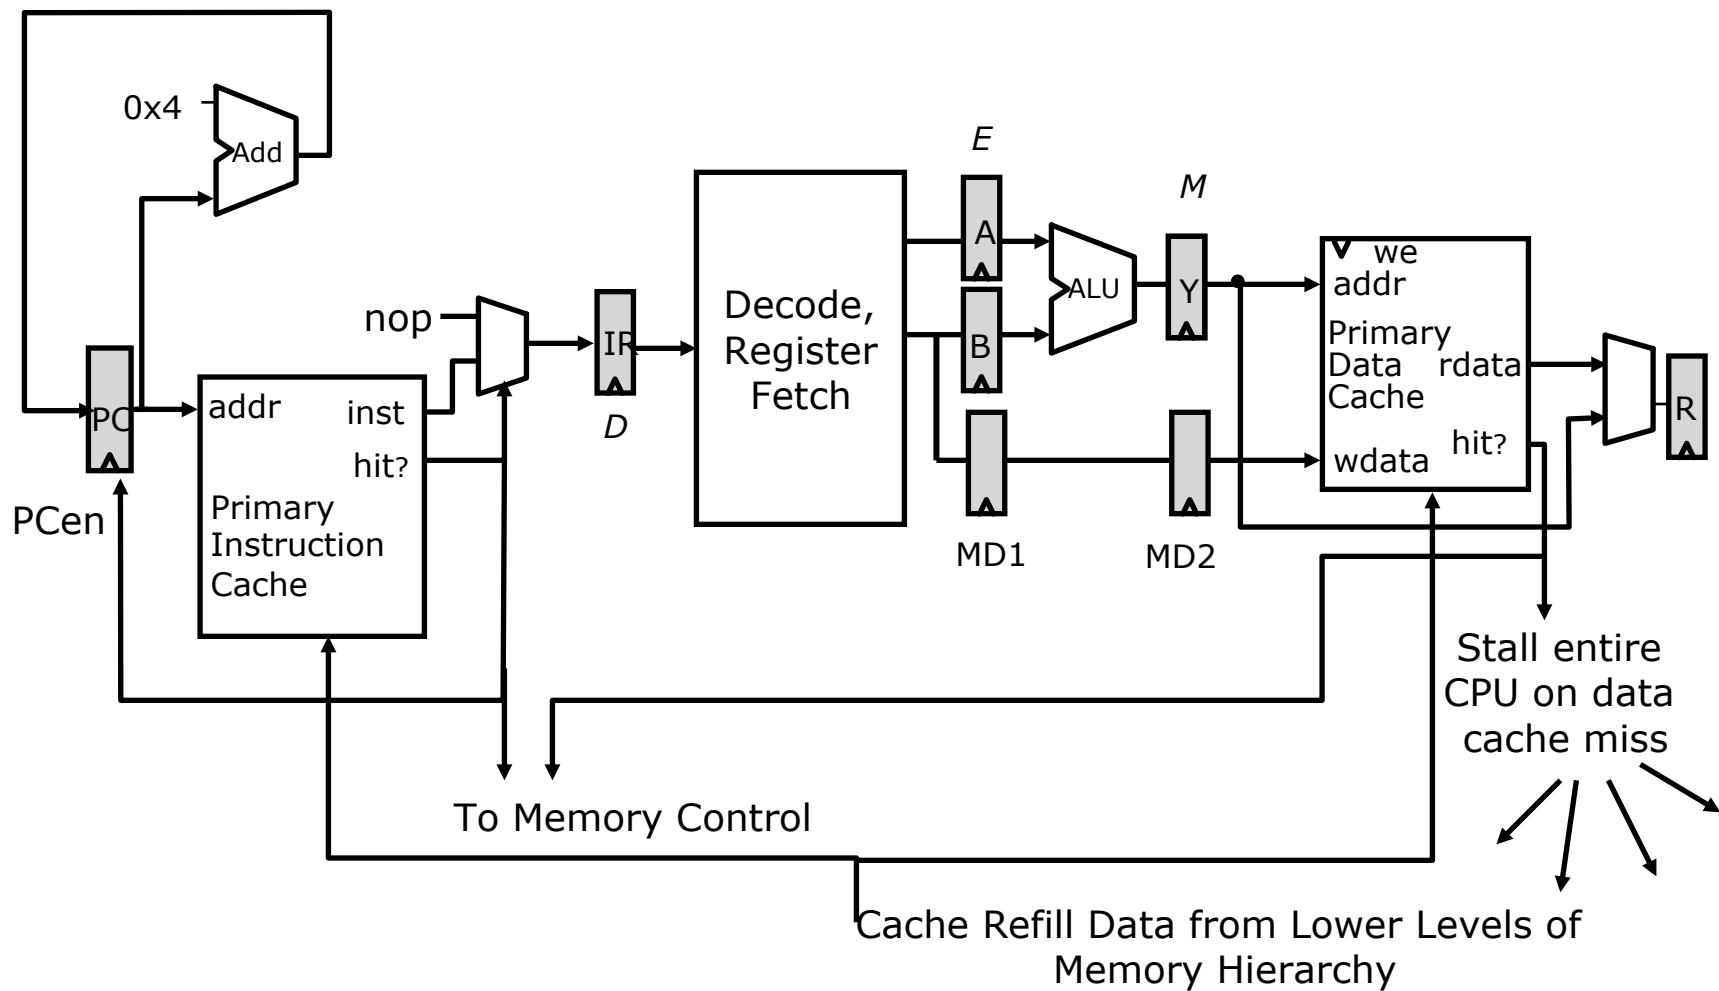 0x4
Add
E
M
A
we
addr
ALU
Y
Decode,
Register
Fetch
nop
IR
B
Primary
Data rdata
Cache
PC
addr
inst
D
R
hit?
hit?
wdata
Primary
Instruction
Cache
PCen
MD1
MD2
Stall entire
CPU on data
cache miss
To Memory Control
Cache Refill Data from Lower Levels of
Memory Hierarchy